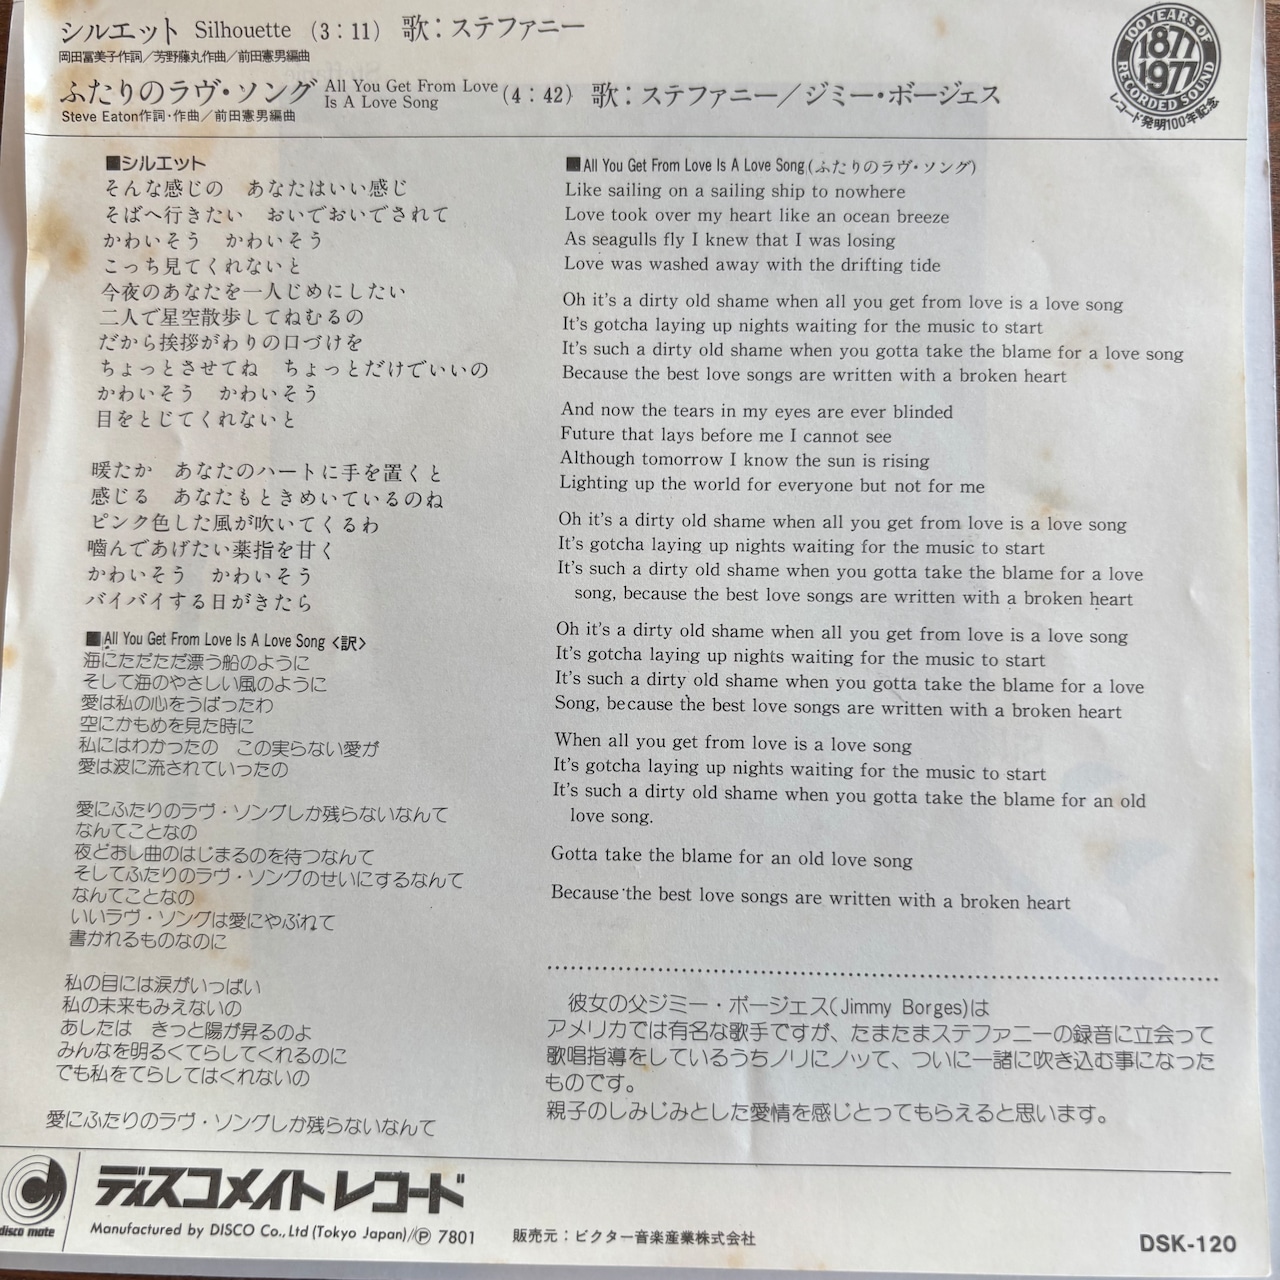 シルエット Silhouette (3:11) 歌:ステファニー
岡田冨美子作詞/芳野藤丸作曲/前田憲男編曲
ふたりのラヴ・ソング All You Get From Love Is A Love Song (4:42) 歌:ステファニー/ジミー・ボージェス
Steve Eaton作詞・作曲/前田憲男編曲
100 YEARS OF
1877
1977
RECORDED SOUND
レコード発明100年記念
■シルエット
そんな感じの あなたはいい感じ
そばへ行きたい おいでおいでされて
かわいそう かわいそう
こっち見てくれないと
今夜のあなたを一人じめにしたい
二人で星空散歩してねむるの
だから挨拶がわりの口づけを
ちょっとさせてね ちょっとだけでいいの
かわいそう かわいそう
目をとじてくれないと
暖たか あなたのハートに手を置くと
感じる あなたもときめいているのね
ピンク色した風が吹いてくるわ
嚙んであげたい薬指を甘く
かわいそう かわいそう
バイバイする日がきたら
■All You Get From Love Is A Love Song <訳>
海にただただ漂う船のように
そして海のやさしい風のように
愛は私の心をうばったわ
空にかもめを見た時に
私にはわかったの この実らない愛が
愛は波に流されていったの
愛にふたりのラヴ・ソングしか残らないなんて
なんてことなの
夜どおし曲のはじまるのを待つなんて
そしてふたりのラヴ・ソングのせいにするなんて
なんてことなの
いいラヴ・ソングは愛にやぶれて
書かれるものなのに
私の目には涙がいっぱい
私の未来もみえないの
あしたは きっと陽が昇るのよ
みんなを明るくてらしてくれるのに
でも私をてらしてはくれないの
愛にふたりのラヴ・ソングしか残らないなんて
■All You Get From Love Is A Love Song(ふたりのラヴ・ソング)
Like sailing on a sailing ship to nowhere
Love took over my heart like an ocean breeze
As seagulls fly I knew that I was losing
Love was washed away with the drifting tide
Oh it's a dirty old shame when all you get from love is a love song
It's gotcha laying up nights waiting for the music to start
It's such a dirty old shame when you gotta take the blame for a love song
Because the best love songs are written with a broken heart
And now the tears in my eyes are ever blinded
Future that lays before me I cannot see
Although tomorrow I know the sun is rising
Lighting up the world for everyone but not for me
Oh it's a dirty old shame when all you get from love is a love song
It's gotcha laying up nights waiting for the music to start
It's such a dirty old shame when you gotta take the blame for a love
song, because the best love songs are written with a broken heart
Oh it's a dirty old shame when all you get from love is a love song
It's gotcha laying up nights waiting for the music to start
It's such a dirty old shame when you gotta take the blame for a love
Song, because the best love songs are written with a broken heart
When all you get from love is a love song
It's gotcha laying up nights waiting for the music to start
It's such a dirty old shame when you gotta take the blame for an old
love song.
Gotta take the blame for an old love song
Because the best love songs are written with a broken heart
彼女の父ジミー・ボージェス(Jimmy Borges)は
アメリカでは有名な歌手ですが、たまたまステファニーの録音に立会って
歌唱指導をしているうちノリにノッて、ついに一諸に吹き込む事になった
ものです。
親子のしみじみとした愛情を感じとってもらえると思います。
disco mate
ディスコメイト レコード
Manufactured by DISCO Co., Ltd (Tokyo Japan)/Ⓟ 7801 販売元:ビクター音楽産業株式会社
DSK-120